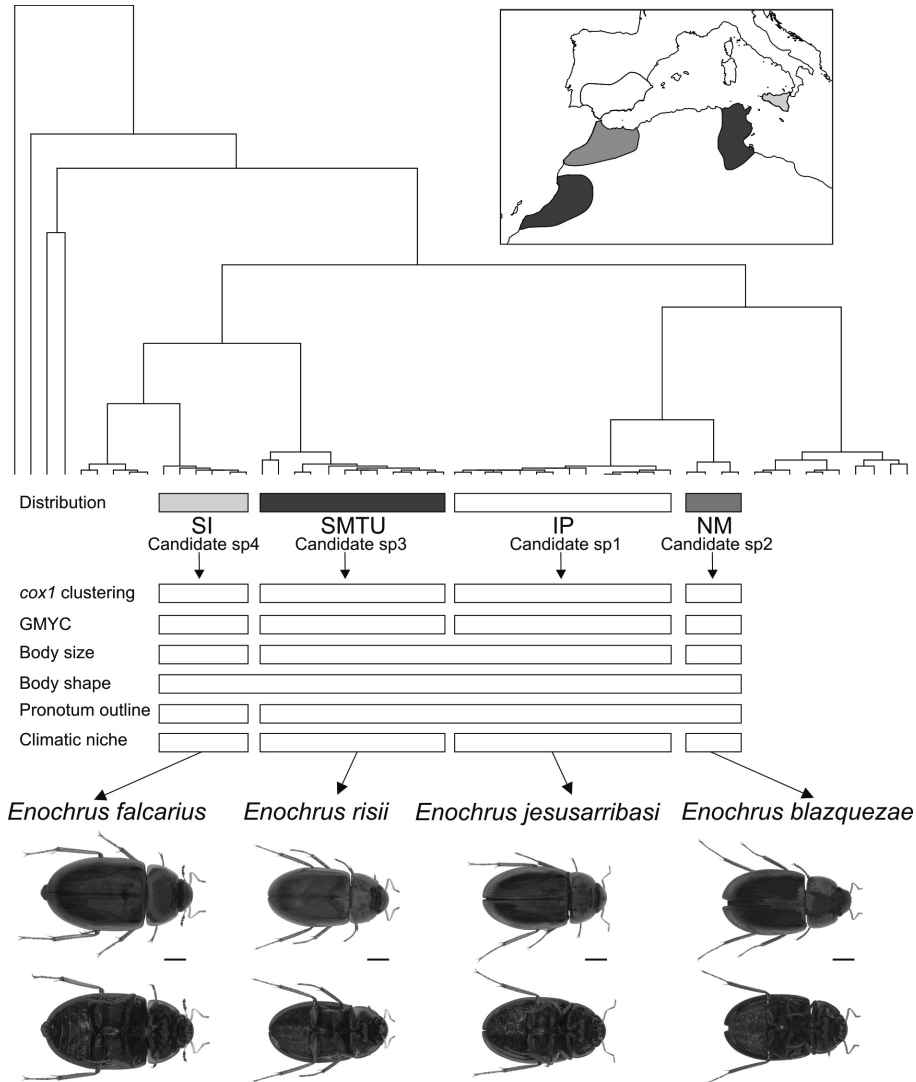 Distribution
SI SMTU IP NM
Candidate sp4 Candidate sp3 Candidate sp1 Candidate sp2
cox1 clustering
GMYC
Body size
Body shape
Pronotum outline
Climatic niche
Enochrus falcarius Enochrus risii Enochrus jesusarribasi Enochrus blazquezae